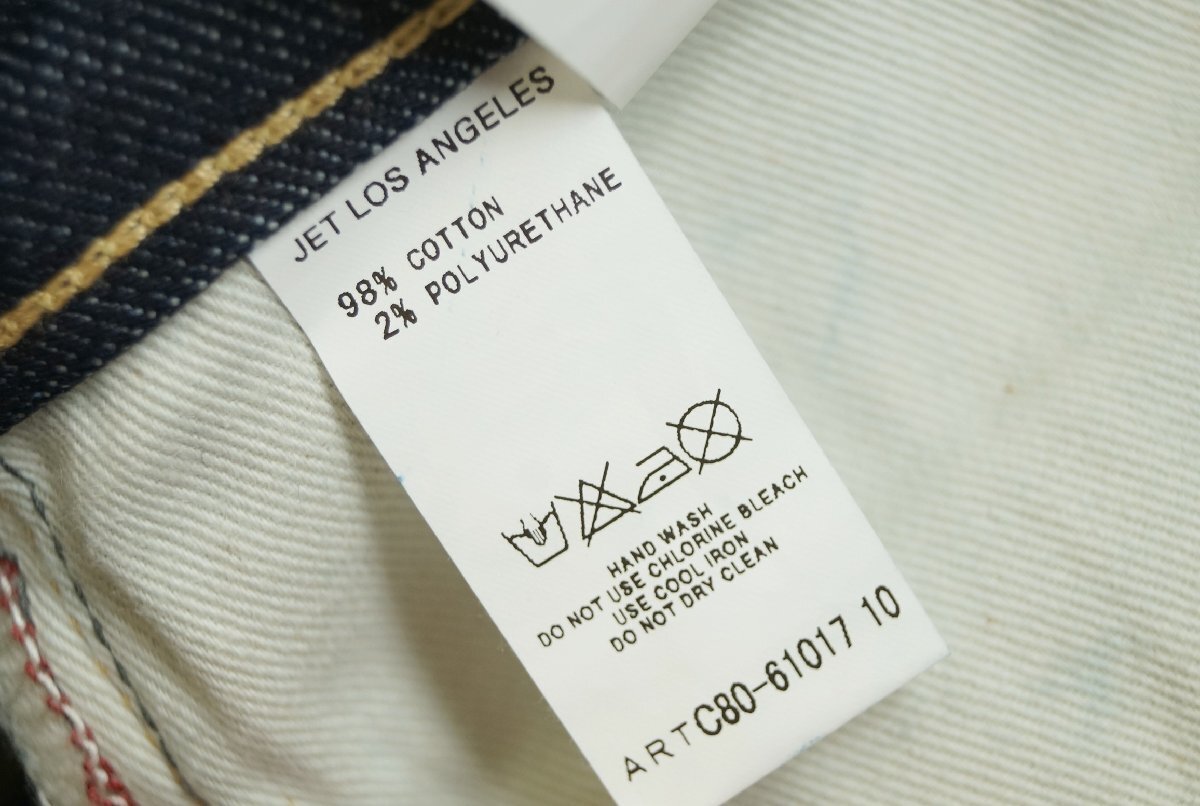 JET LOS ANGELES
98% COTTON
2% POLYURETHANE
HAND WASH
DO NOT USE CHLORINE BLEACH
USE COOL IRON
DO NOT DRY CLEAN
ARTC80-61017 10